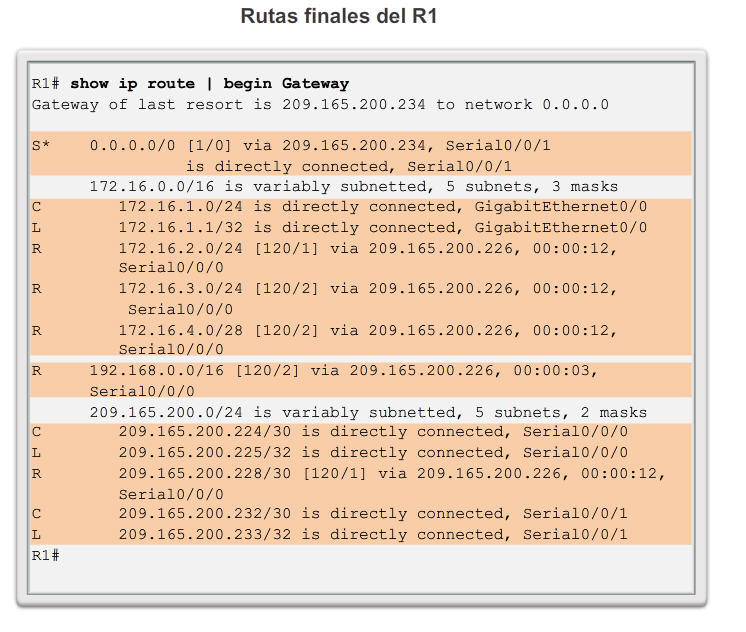 Rutas finales del R1
R1# show ip route | begin Gateway
Gateway of last resort is 209.165.200.234 to network 0.0.0.0
S* 0.0.0.0/0 [1/0] via 209.165.200.234, Serial0/0/1
is directly connected, Serial0/0/1
172.16.0.0/16 is variably subnetted, 5 subnets, 3 masks
C 172.16.1.0/24 is directly connected, GigabitEthernet0/0
L 172.16.1.1/32 is directly connected, GigabitEthernet0/0
R 172.16.2.0/24 [120/1] via 209.165.200.226, 00:00:12,
Serial0/0/0
R 172.16.3.0/24 [120/2] via 209.165.200.226, 00:00:12,
Serial0/0/0
R 172.16.4.0/28 [120/2] via 209.165.200.226, 00:00:12,
Serial0/0/0
R 192.168.0.0/16 [120/2] via 209.165.200.226, 00:00:03,
Serial0/0/0
209.165.200.0/24 is variably subnetted, 5 subnets, 2 masks
C 209.165.200.224/30 is directly connected, Serial0/0/0
L 209.165.200.225/32 is directly connected, Serial0/0/0
R 209.165.200.228/30 [120/1] via 209.165.200.226, 00:00:12,
Serial0/0/0
C 209.165.200.232/30 is directly connected, Serial0/0/1
L 209.165.200.233/32 is directly connected, Serial0/0/1
R1#